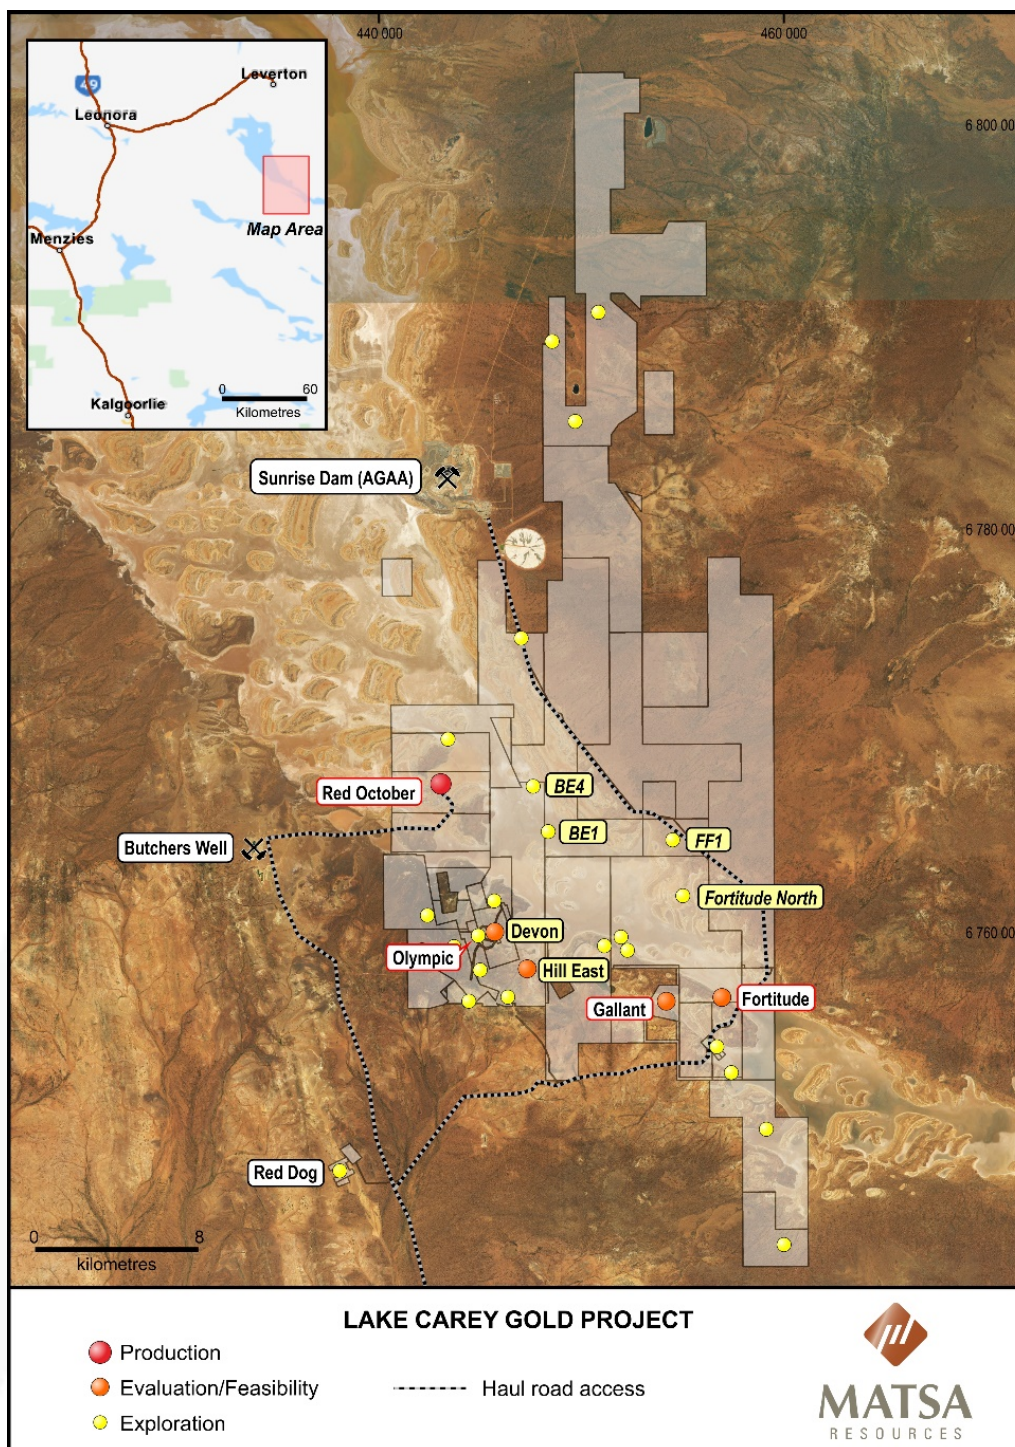 440 000
460 000
6 800 00
6 780 00
6 760 00
49
Leverton
Leonora
Map Area
Menzies
Kalgoorlie
0 60
Kilometres
Sunrise Dam (AGAA)
Red October
BE4
BE1
FF1
Butchers Well
Fortitude North
Devon
Olympic
Hill East
Gallant
Fortitude
Red Dog
0 8
kilometres
LAKE CAREY GOLD PROJECT
Production
Evaluation/Feasibility
Exploration
Haul road access
MATSA
RESOURCES